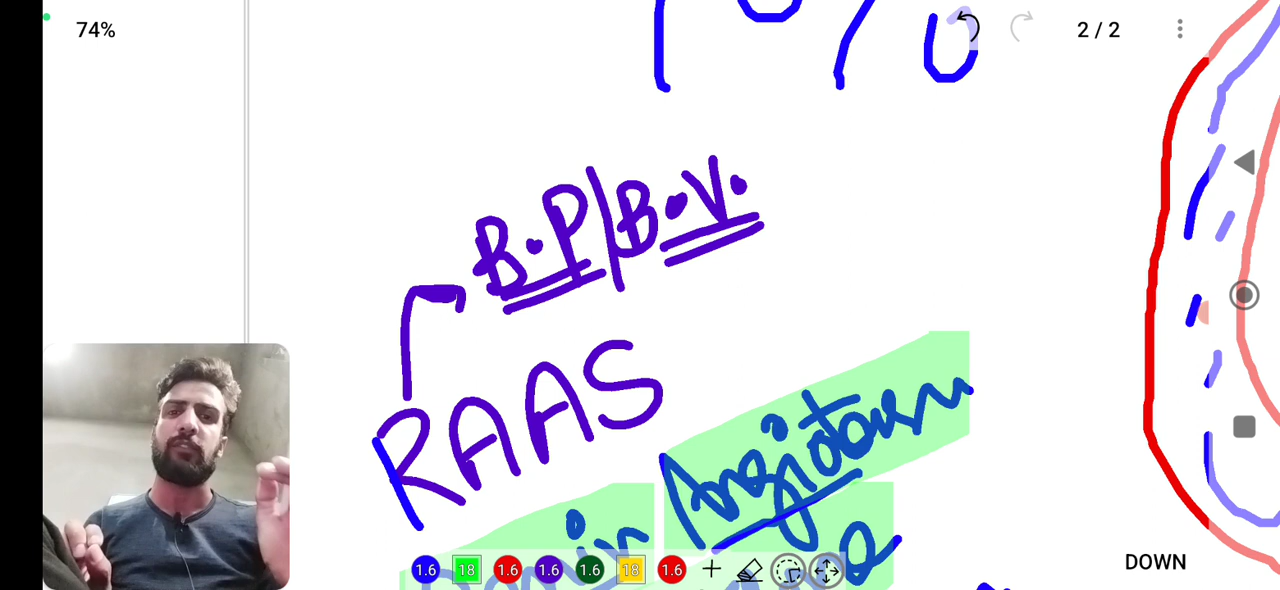 74%
2 / 2
B.P/B.V.
RAAS
Angiotensin
DOWN
1.6 18 1.6 1.6 1.6 18 1.6